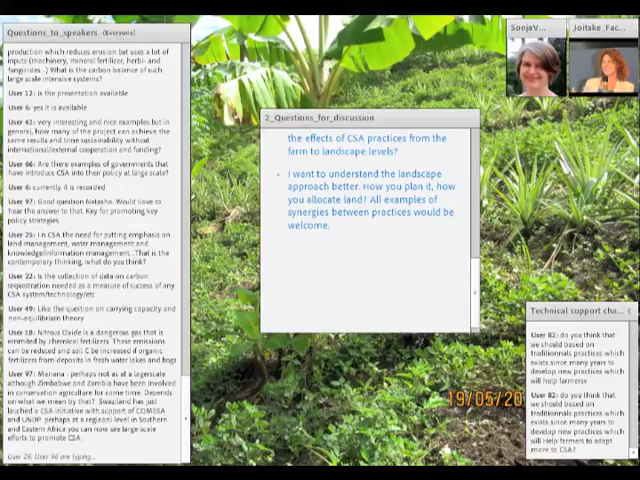 Questions_to_speakers (Everyone)
production which reduces erosion but uses a lot of
inputs (machinery, mineral fertilizer, herbi- and
fangicides..) What is the carbon balance of such
large scale intensive systems?
User 12: Is the presentation available
User 6: yes it is available
User 61: very interesting and nice examples.but in
general, how many of the project can achieve the
same results and time sustainability without
international/external cooperation and funding?
User 66: Are there examples of governments that
have introduced CSA into their policy at large scale?
User 6: currently it is recorded
User 97: Good question Natasha. Would lieve to
hear the answer to that. Key for promoting key
policy strategies.
User 25: I n CSA the need for putting emphasis on
land management, water management and
knowledge/information management...That is the
contemporary thinking, what do you think?
User 22: Is the collection of data on carbon
sequestration needed as a measure of success of any
CSA system/technology/etc
User 49: Like the question on carrying capacity and
non-equilibrium theory
User 18: Nitrous Oxide is a dangerous gas that is
emmited by chemical fertilizers. These emissions
can be reduced and soil C be increased if organic
fertilizers from deposits in fresh water lakes and bogs
User 97: Mariana - perhaps not as at a largerscale
although Zimbabwe and Zambia have been involved
in conservation agriculture for some time. Depends
on what we mean by that? Swaziland has just
lauched a CSA initiative with support of COMESA
and UNDP. perhaps at a regional level in Southern
and Eastern Africa you can now see large scale
efforts to promote CSA.
User 29, User 96 are typing...
2_Questions_for_discussion
the effects of CSA practices from the
farm to landscape levels?
• I want to understand the landscape
approach better. How you plan it, how
you allocate land? All examples of
synergies between practices would be
welcome.
SonjaV...
Joitske_Fac...
Technical support cha...
User 82: do you think that
we should based on
traditionnals practices which
exists since many years to
develop new practices which
will help farmersv
User 82: do you think that
we should based on
traditionnals practices which
exists since many years to
develop new practices which
will Help farmers to adapt
more to CSA?
19/05/20